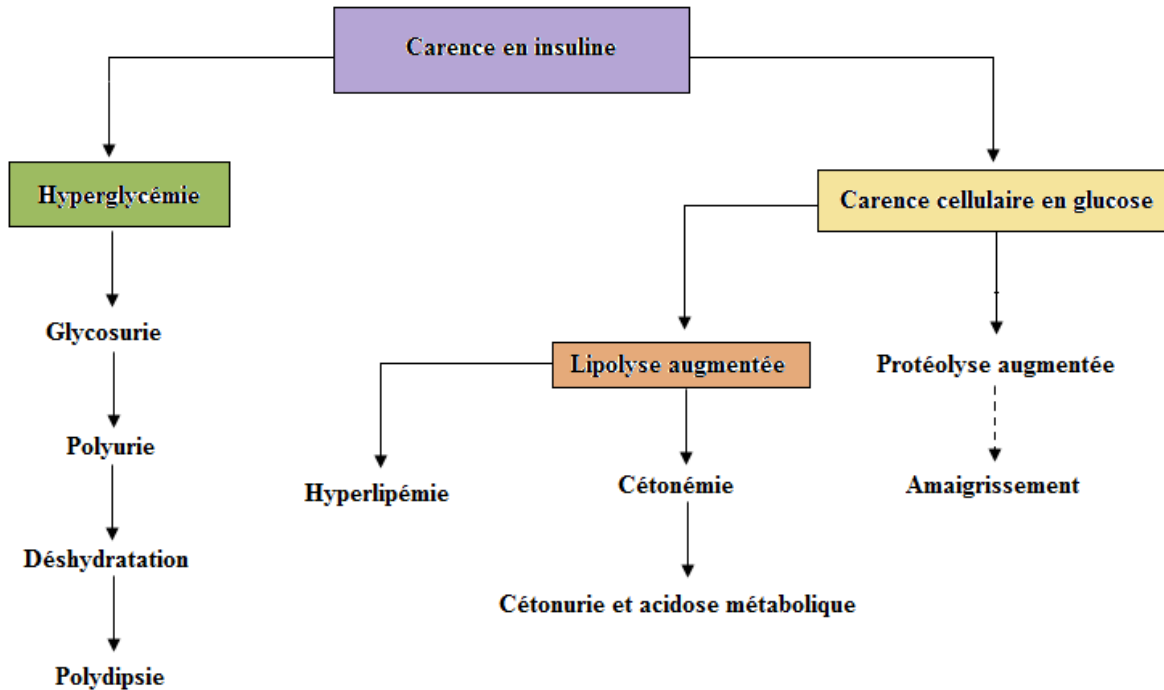 Carence en insuline
Hyperglycémie
Carence cellulaire en glucose
Glycosurie
Lipolyse augmentée
Protéolyse augmentée
Polyurie
Hyperlipémie
Cétonémie
Amaigrissement
Déshydratation
Cétonurie et acidose métabolique
Polydipsie